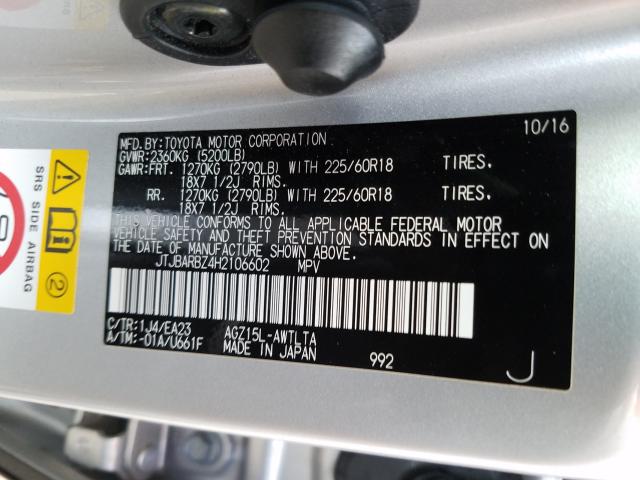 10/16
MFD. BY: TOYOTA MOTOR CORPORATION
GVWR: 2360KG (5200LB)
GAWR: FRT. 1270KG (2790LB) WITH 225/60R18 TIRES.
18X7 1/2J RIMS.
RR. 1270KG (2790LB) WITH 225/60R18 TIRES.
18X7 1/2J RIMS.
THIS VEHICLE CONFORMS TO ALL APPLICABLE FEDERAL MOTOR
VEHICLE SAFETY AND THEFT PREVENTION STANDARDS IN EFFECT ON
THE DATE OF MANUFACTURE SHOWN ABOVE.
JTJBARBZ4H2106602 MPV
C/TR: 1J4/EA23 AGZ15L-AWTLTA
A/TM: -01A/U661F MADE IN JAPAN 992
J
SRS SIDE AIRBAG
2